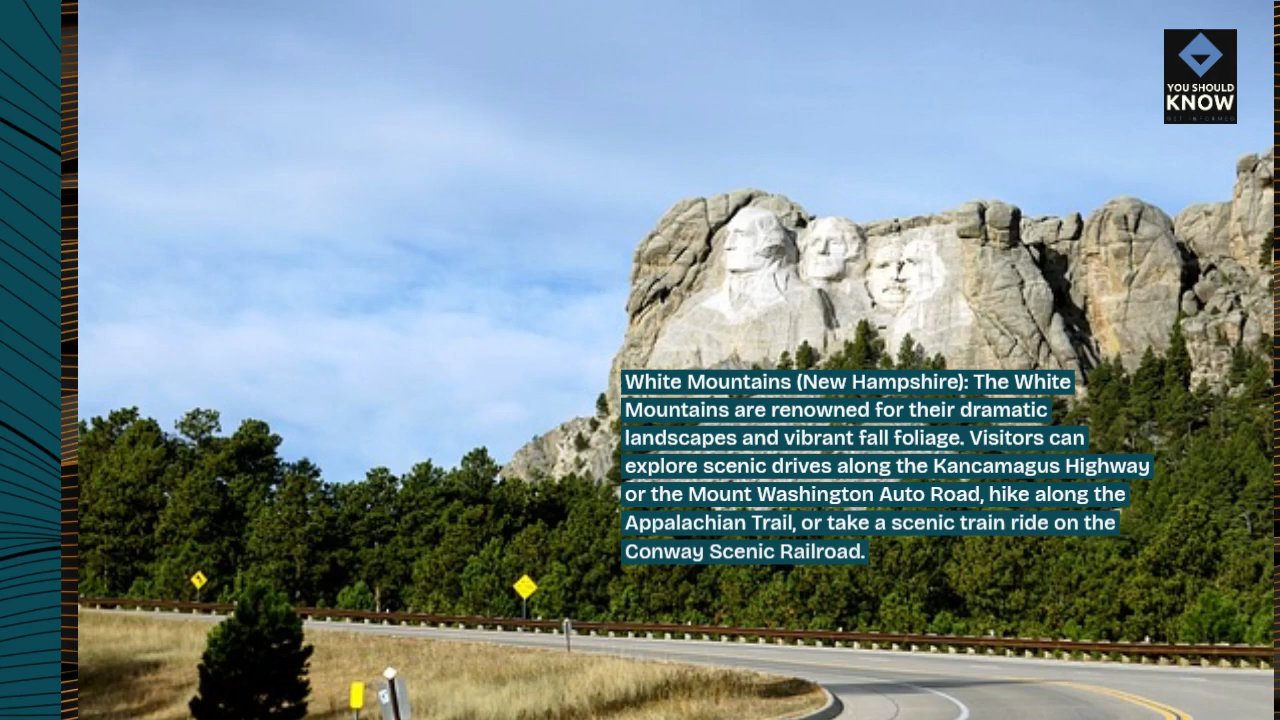 YOU SHOULD
KNOW
GET INFORMED
White Mountains (New Hampshire): The White
Mountains are renowned for their dramatic
landscapes and vibrant fall foliage. Visitors can
explore scenic drives along the Kancamagus Highway
or the Mount Washington Auto Road, hike along the
Appalachian Trail, or take a scenic train ride on the
Conway Scenic Railroad.